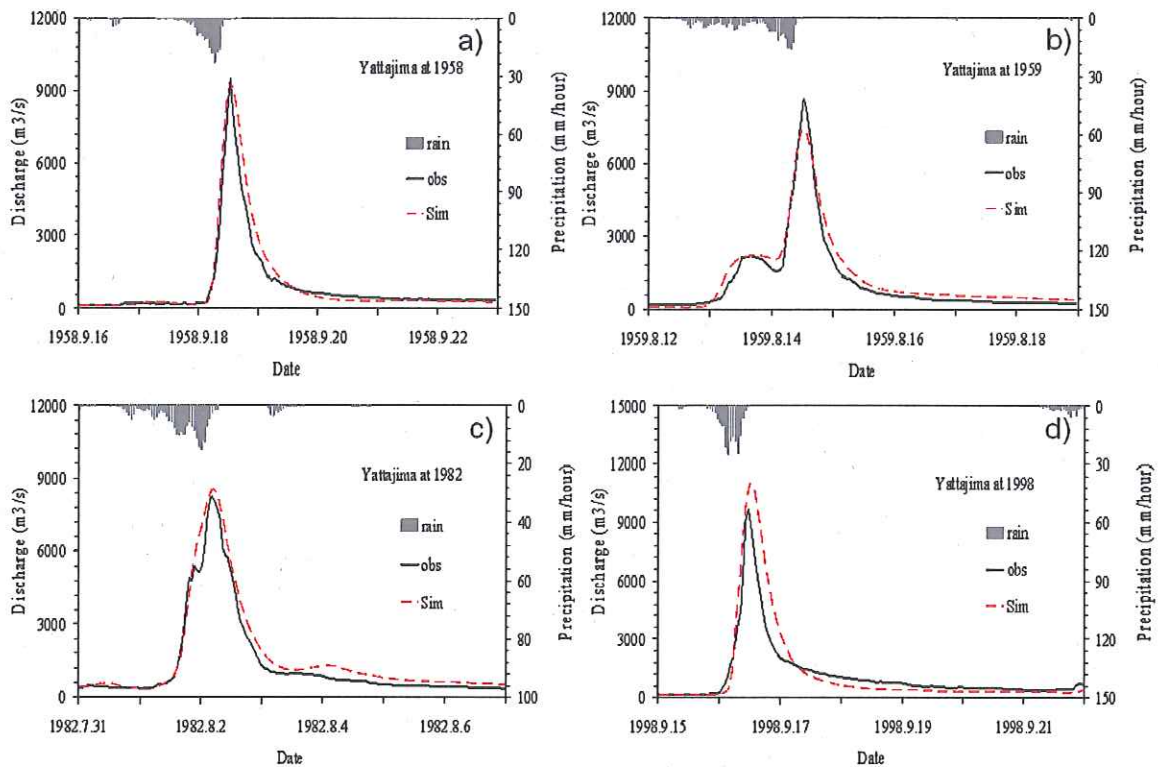 12000
9000
6000
3000
0
Discharge (m3/s)
a)
Yattajima at 1958
rain
obs
Sim
0
30
60
90
120
150
Precipitation (mm/hour)
1958.9.16
1958.9.18
1958.9.20
1958.9.22
Date
12000
9000
6000
3000
0
Discharge (m3/s)
b)
Yattajima at 1959
rain
obs
Sim
0
30
60
90
120
150
Precipitation (mm/hour)
1959.8.12
1959.8.14
1959.8.16
1959.8.18
Date
12000
9000
6000
3000
0
Discharge (m3/s)
c)
Yattajima at 1982
rain
obs
Sim
0
20
40
60
80
100
Precipitation (mm/hour)
1982.7.31
1982.8.2
1982.8.4
1982.8.6
Date
15000
12000
9000
6000
3000
0
Discharge (m3/s)
d)
Yattajima at 1998
rain
obs
Sim
0
30
60
90
120
150
Precipitation (mm/hour)
1998.9.15
1998.9.17
1998.9.19
1998.9.21
Date